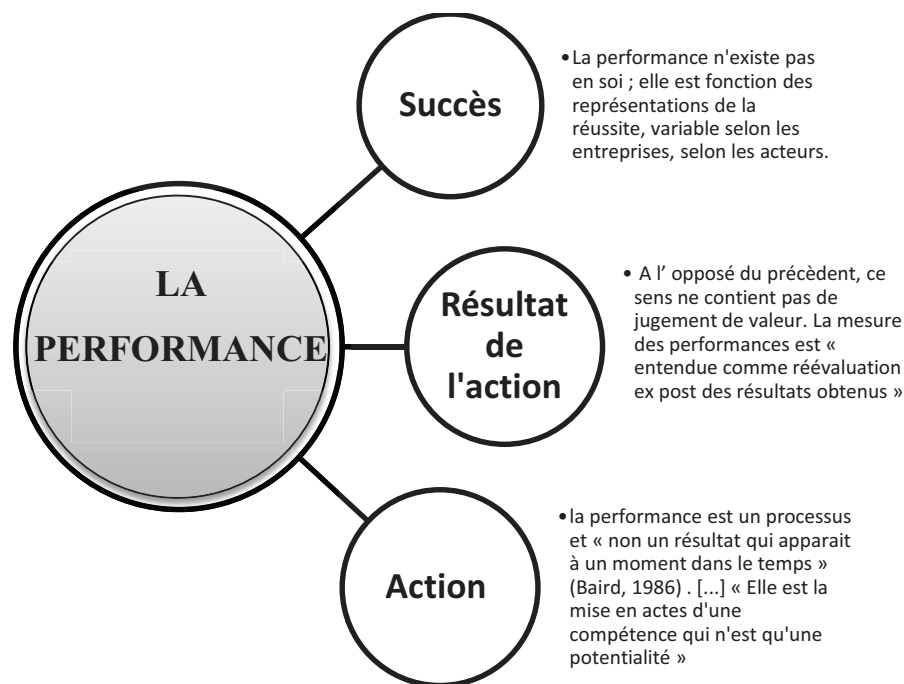 LA
PERFORMANCE
Succès
•La performance n'existe pas
en soi ; elle est fonction des
représentations de la
réussite, variable selon les
entreprises, selon les acteurs.
Résultat
de
l'action
• A l’ opposé du précèdent, ce
sens ne contient pas de
jugement de valeur. La mesure
des performances est «
entendue comme réévaluation
ex post des résultats obtenus »
Action
•la performance est un processus
et « non un résultat qui apparait
à un moment dans le temps »
(Baird, 1986) . [...] « Elle est la
mise en actes d'une
compétence qui n'est qu'une
potentialité »